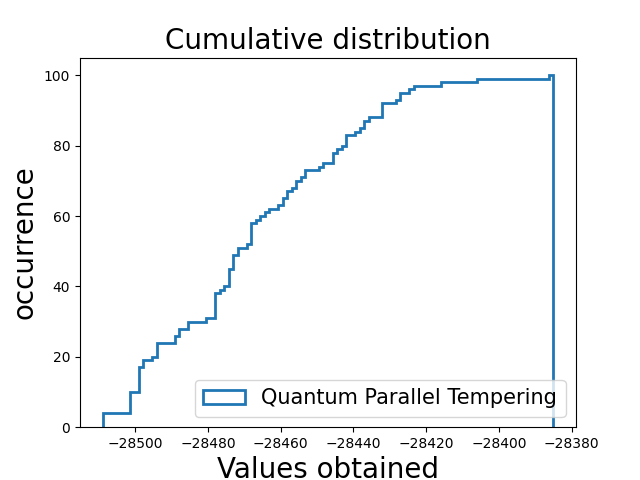 Cumulative distribution
occurrence
100
80
60
40
20
0
Quantum Parallel Tempering
−28500 −28480 −28460 −28440 −28420 −28400 −28380
Values obtained